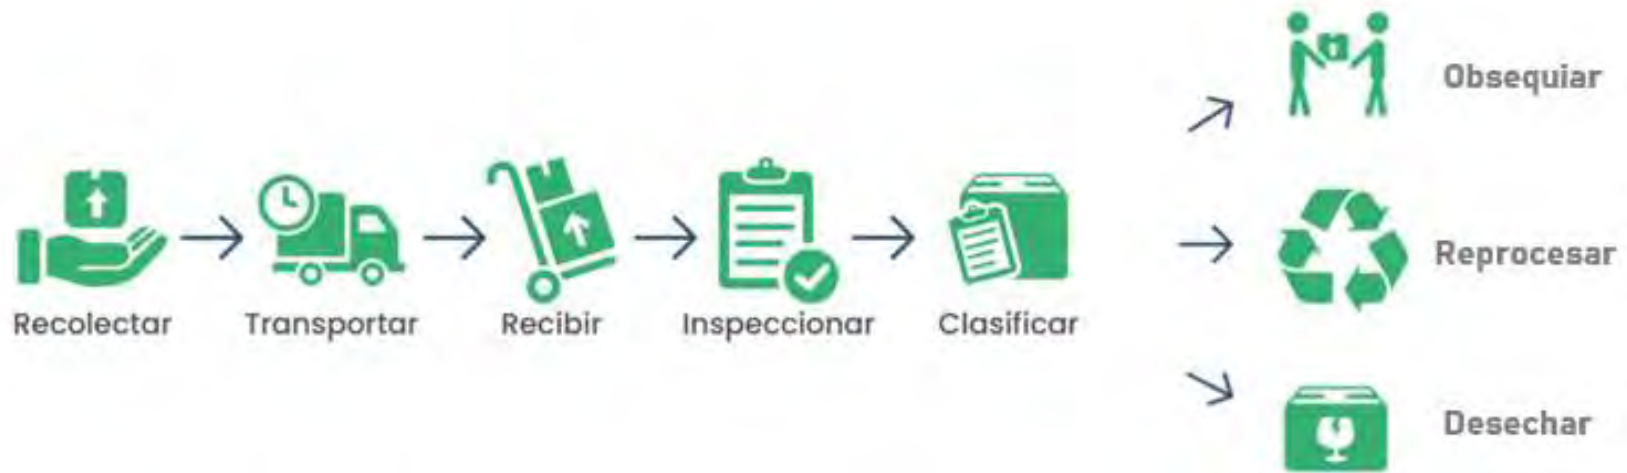 Recolectar
Transportar
Recibir
Inspeccionar
Clasificar
Obsequiar
Reprocesar
Desechar